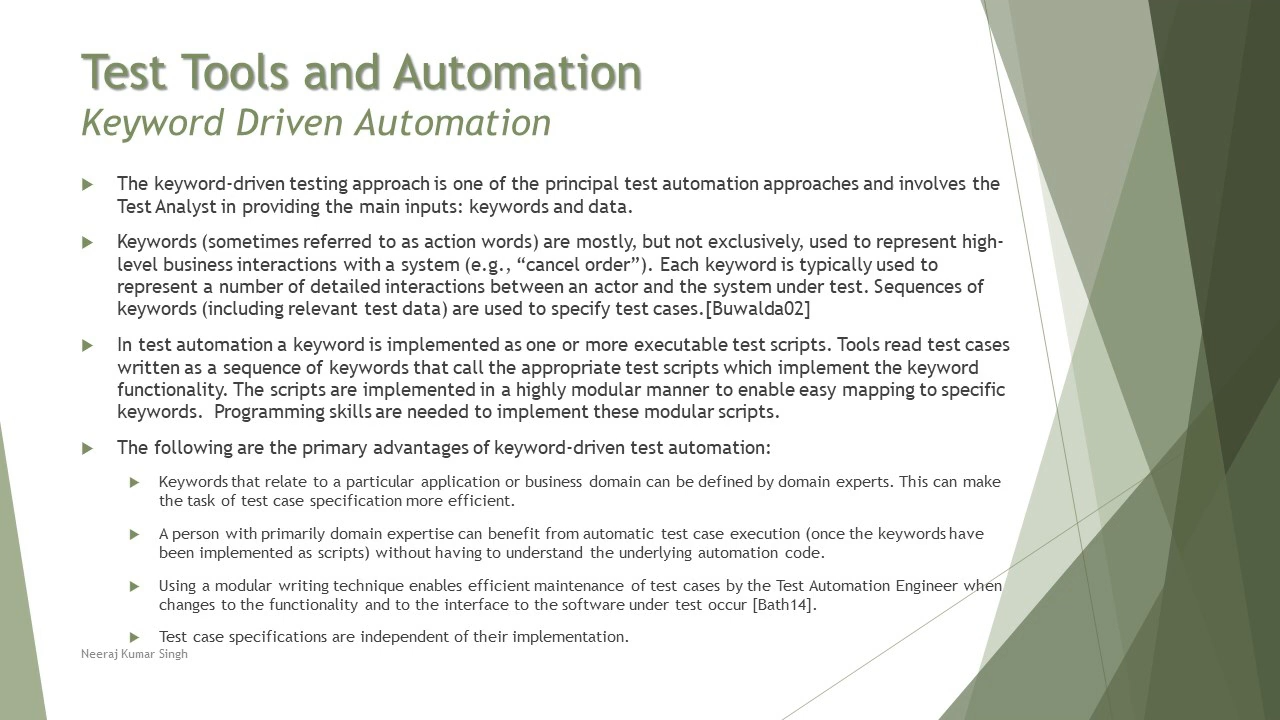 Test Tools and Automation
Keyword Driven Automation
The keyword-driven testing approach is one of the principal test automation approaches and involves the
Test Analyst in providing the main inputs: keywords and data.
Keywords (sometimes referred to as action words) are mostly, but not exclusively, used to represent high-
level business interactions with a system (e.g., “cancel order”). Each keyword is typically used to
represent a number of detailed interactions between an actor and the system under test. Sequences of
keywords (including relevant test data) are used to specify test cases.[Buwalda02]
In test automation a keyword is implemented as one or more executable test scripts. Tools read test cases
written as a sequence of keywords that call the appropriate test scripts which implement the keyword
functionality. The scripts are implemented in a highly modular manner to enable easy mapping to specific
keywords.  Programming skills are needed to implement these modular scripts.
The following are the primary advantages of keyword-driven test automation:
Keywords that relate to a particular application or business domain can be defined by domain experts. This can make
the task of test case specification more efficient.
A person with primarily domain expertise can benefit from automatic test case execution (once the keywords have
been implemented as scripts) without having to understand the underlying automation code.
Using a modular writing technique enables efficient maintenance of test cases by the Test Automation Engineer when
changes to the functionality and to the interface to the software under test occur [Bath14].
Test case specifications are independent of their implementation.
Neeraj Kumar Singh